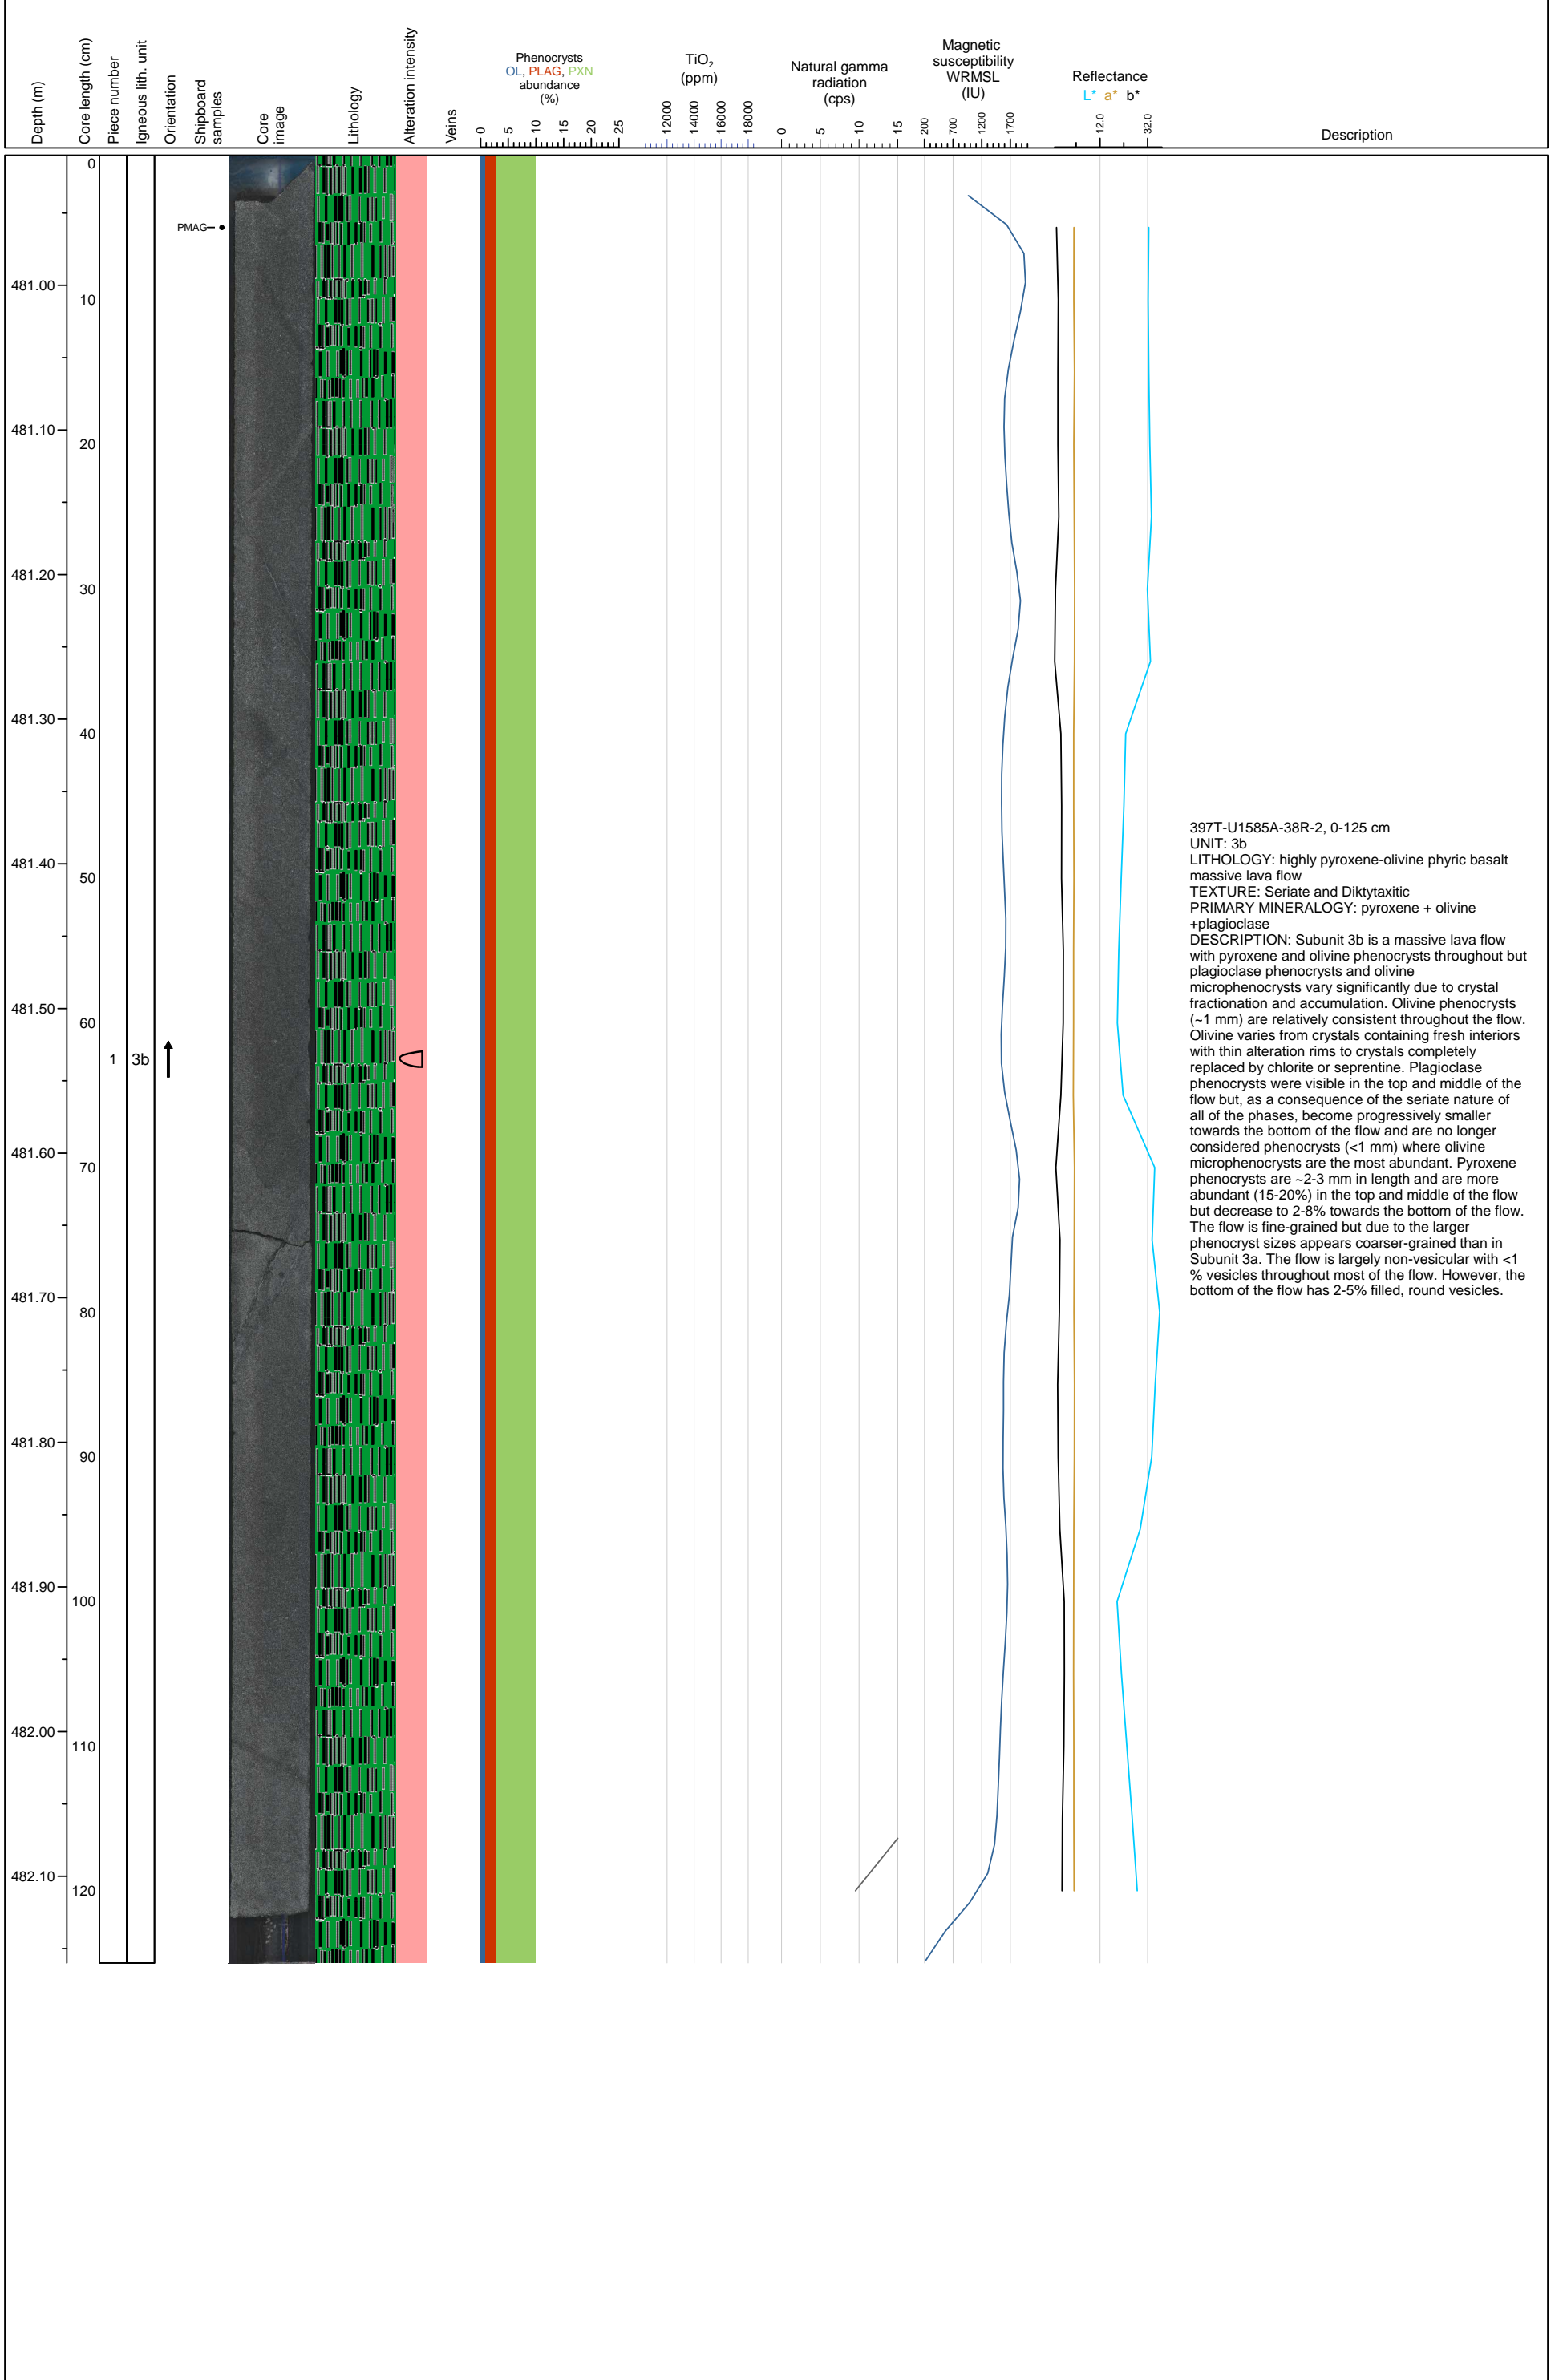 Depth (m)
Core length (cm)
Piece number
Igneous lith. unit
Orientation
Shipboard
samples
Core
image
Lithology
Alteration intensity
Veins
Phenocrysts
OL, PLAG, PXN
abundance
(%)
0 5 10 15 20 25
TiO2
(ppm)
12000 14000 16000 18000
Natural gamma
radiation
(cps)
0 5 10 15
Magnetic
susceptibility
WRMSL
(IU)
200 700 1200 1700
Reflectance
L* a* b*
12.0 32.0
Description
0
PMAG
481.00
10
481.10
20
481.20
30
481.30
40
481.40
50
481.50
60
1 3b
481.60
70
481.70
80
481.80
90
481.90
100
482.00
110
482.10
120
397T-U1585A-38R-2, 0-125 cm
UNIT: 3b
LITHOLOGY: highly pyroxene-olivine phyric basalt
massive lava flow
TEXTURE: Seriate and Diktytaxitic
PRIMARY MINERALOGY: pyroxene + olivine
+plagioclase
DESCRIPTION: Subunit 3b is a massive lava flow
with pyroxene and olivine phenocrysts throughout but
plagioclase phenocrysts and olivine
microphenocrysts vary significantly due to crystal
fractionation and accumulation. Olivine phenocrysts
(~1 mm) are relatively consistent throughout the flow.
Olivine varies from crystals containing fresh interiors
with thin alteration rims to crystals completely
replaced by chlorite or seprentine. Plagioclase
phenocrysts were visible in the top and middle of the
flow but, as a consequence of the seriate nature of
all of the phases, become progressively smaller
towards the bottom of the flow and are no longer
considered phenocrysts (<1 mm) where olivine
microphenocrysts are the most abundant. Pyroxene
phenocrysts are ~2-3 mm in length and are more
abundant (15-20%) in the top and middle of the flow
but decrease to 2-8% towards the bottom of the flow.
The flow is fine-grained but due to the larger
phenocryst sizes appears coarser-grained than in
Subunit 3a. The flow is largely non-vesicular with <1
% vesicles throughout most of the flow. However, the
bottom of the flow has 2-5% filled, round vesicles.